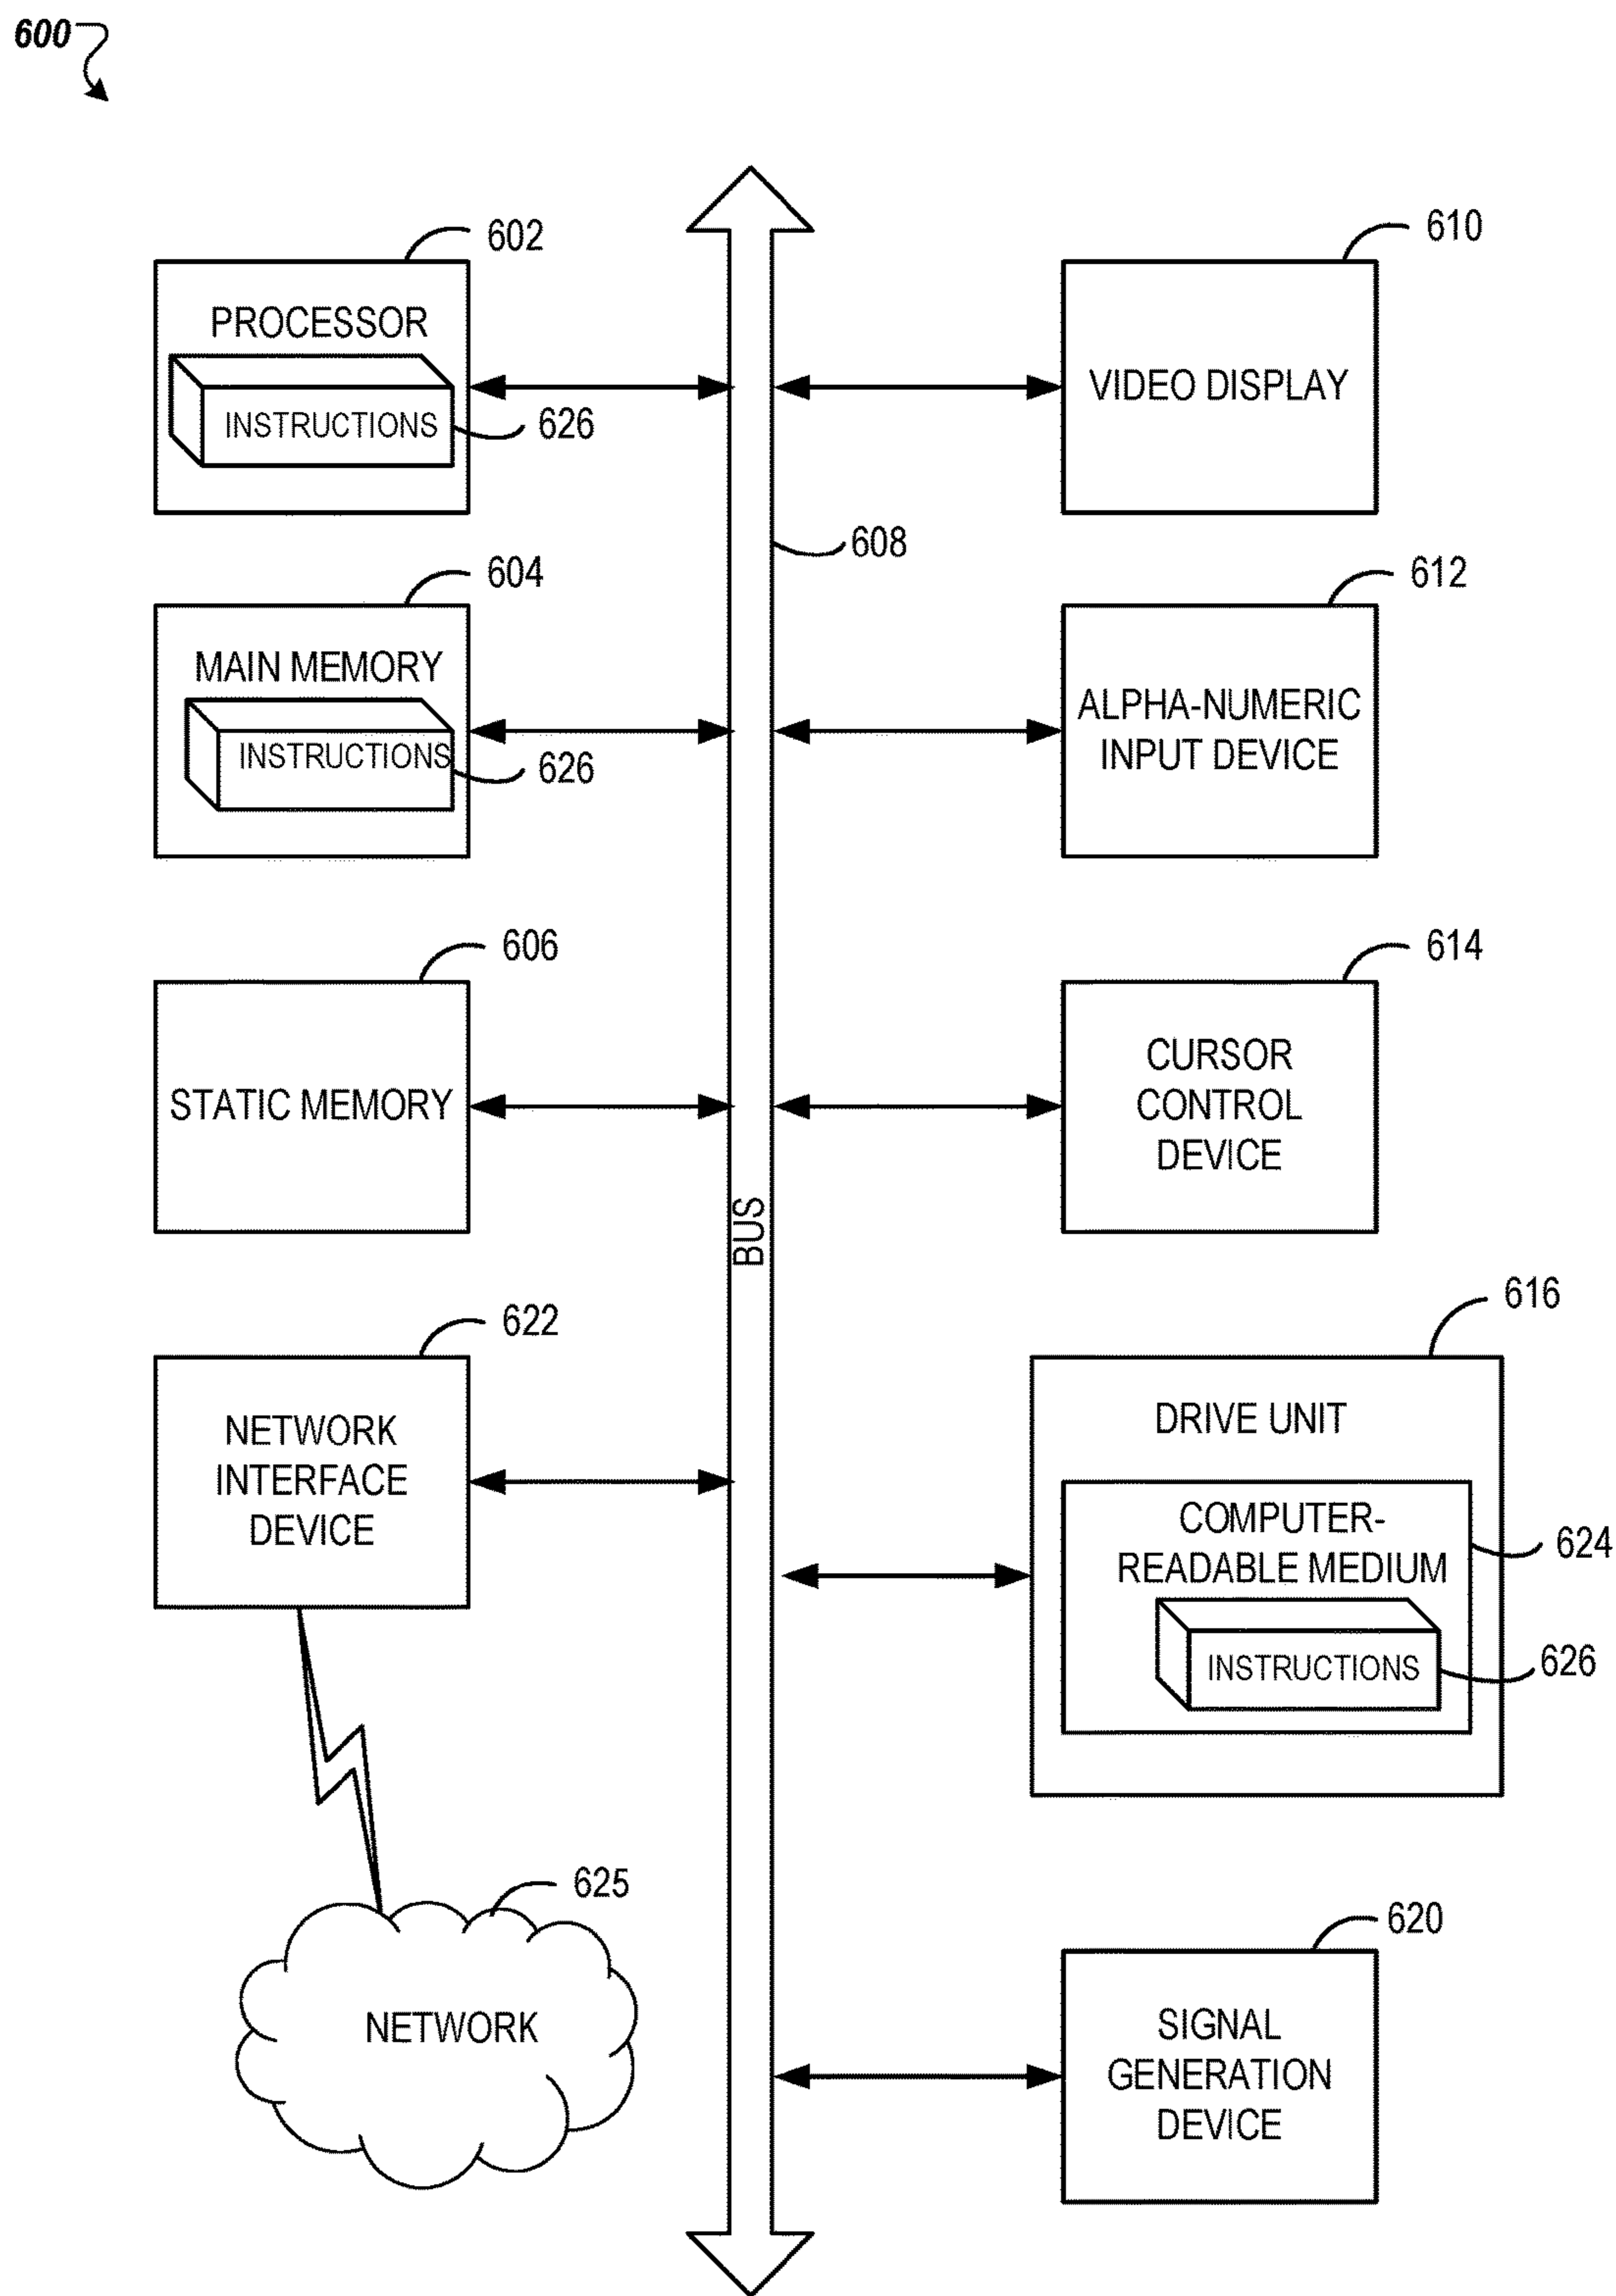 600
602
PROCESSOR
INSTRUCTIONS
626
604
MAIN MEMORY
INSTRUCTIONS
626
606
STATIC MEMORY
622
NETWORK
INTERFACE
DEVICE
625
NETWORK
608
BUS
610
VIDEO DISPLAY
612
ALPHA-NUMERIC
INPUT DEVICE
614
CURSOR
CONTROL
DEVICE
616
DRIVE UNIT
COMPUTER-
READABLE MEDIUM
624
INSTRUCTIONS
626
620
SIGNAL
GENERATION
DEVICE